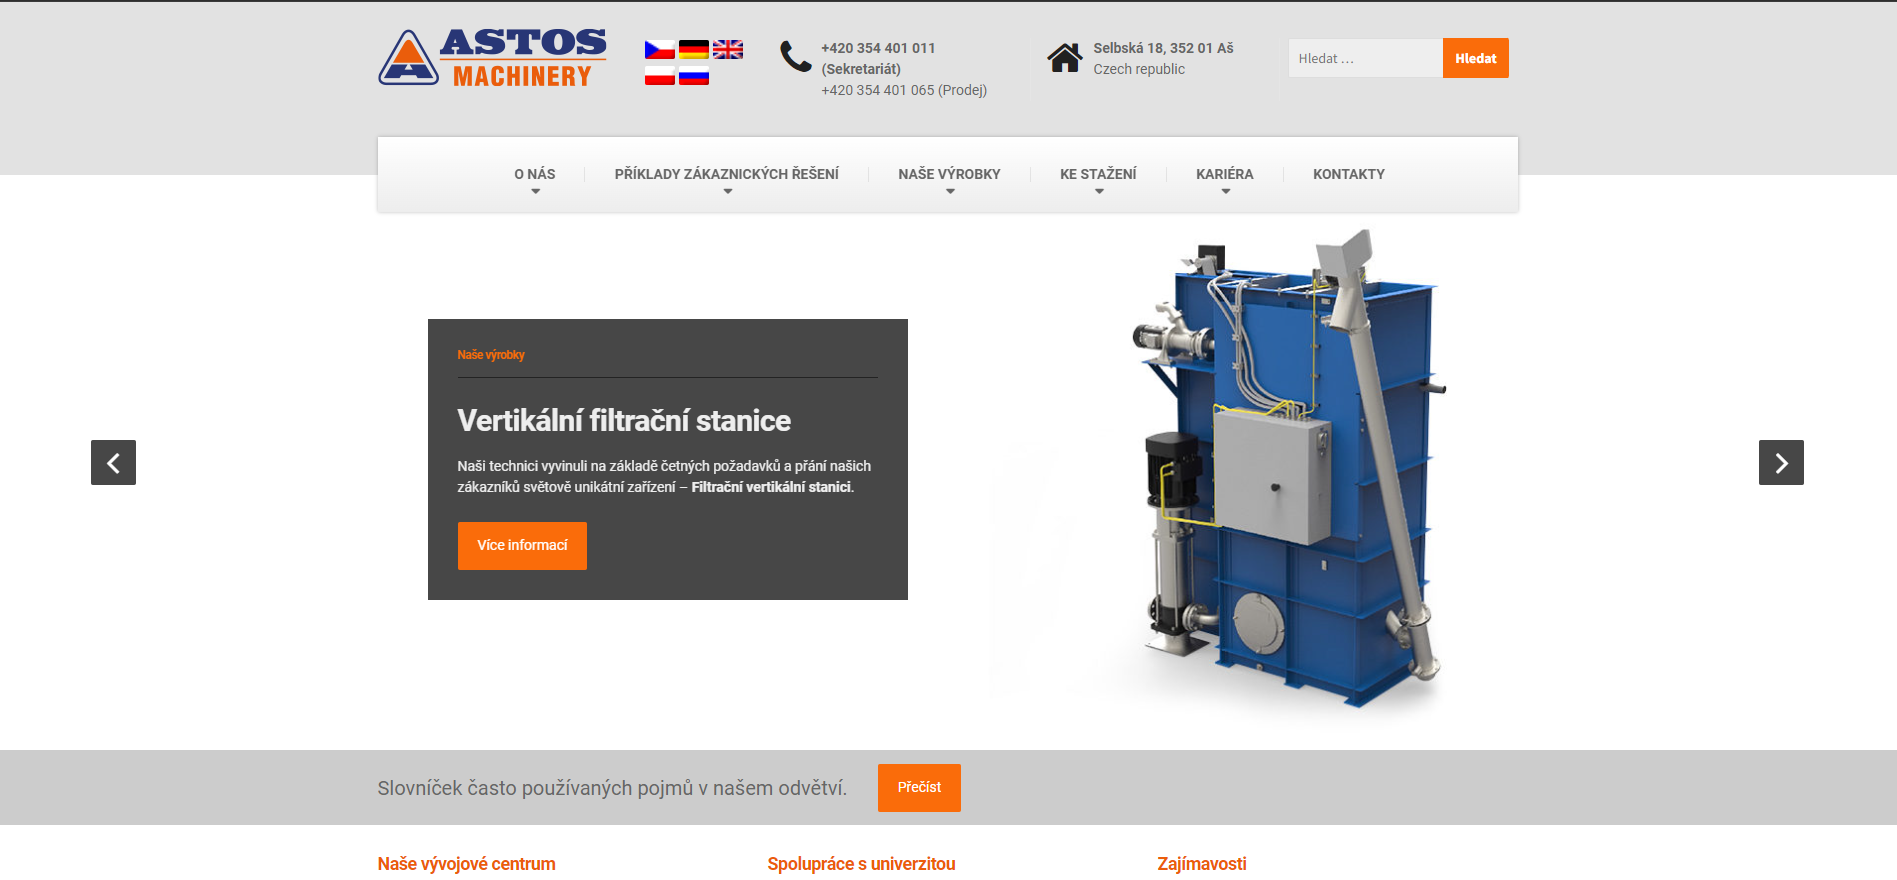 ASTOS
MACHINERY
+420 354 401 011
(Sekretariát)
+420 354 401 065 (Prodej)
Selbská 18, 352 01 Aš
Czech republic
Hledat …
Hledat
O NÁS
PŘÍKLADY ZÁKAZNICKÝCH ŘEŠENÍ
NAŠE VÝROBKY
KE STAŽENÍ
KARIÉRA
KONTAKTY
Naše výrobky
Vertikální filtrační stanice
Naši technici vyvinuli na základě četných požadavků a přání našich
zákazníků světově unikátní zařízení – Filtrační vertikální stanici.
Více informací
Slovníček často používaných pojmů v našem odvětví.
Přečíst
Naše vývojové centrum
Spolupráce s univerzitou
Zajímavosti